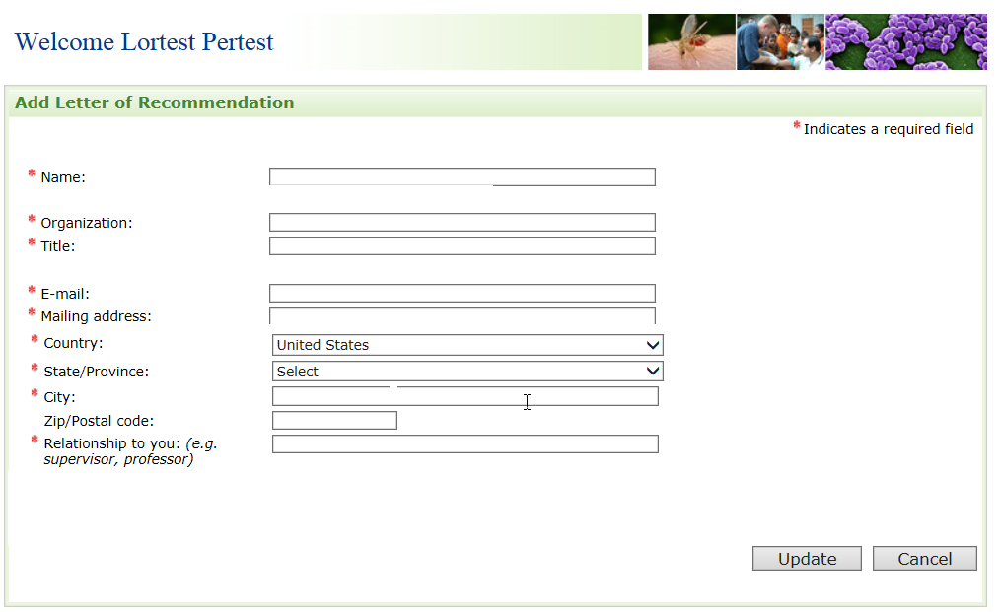 Welcome Lortest Pertest
Add Letter of Recommendation
* Indicates a required field
* Name:
* Organization:
* Title:
* E-mail:
* Mailing address:
* Country: United States
* State/Province: Select
* City:
Zip/Postal code:
* Relationship to you: (e.g.
supervisor, professor)
Update Cancel